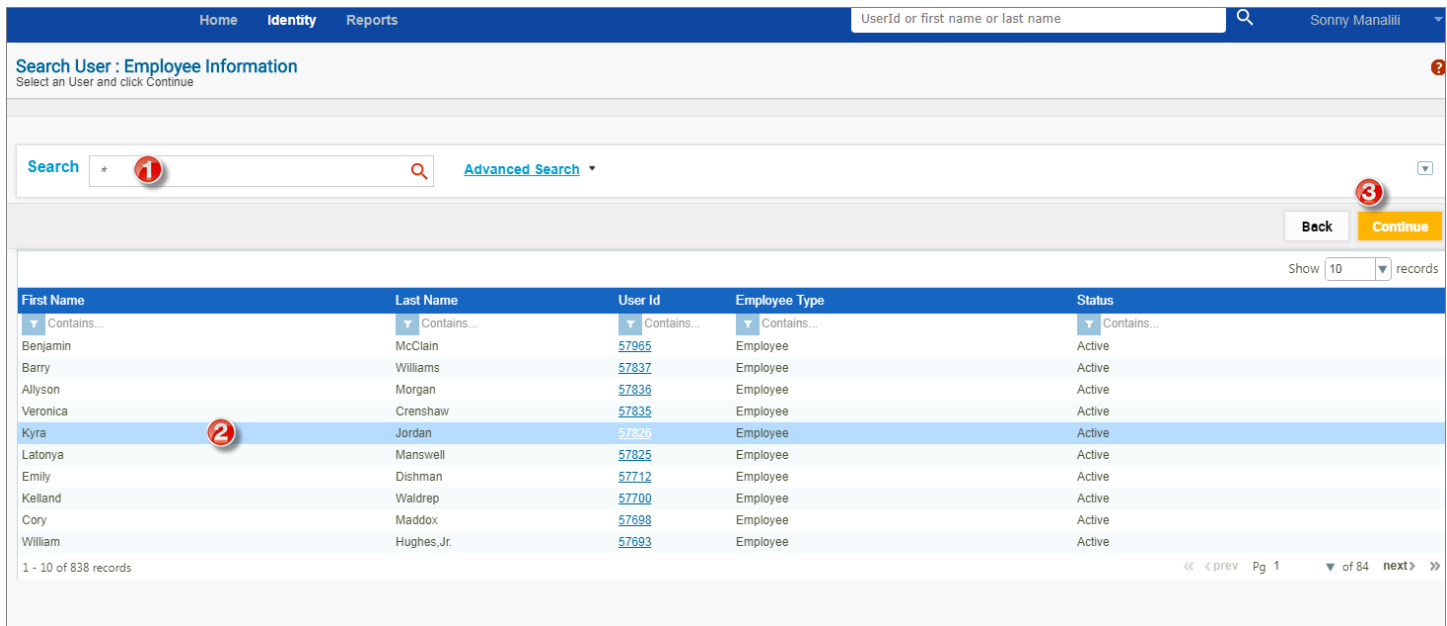 Home Identity Reports UserId or first name or last name Sonny Manalili
Search User : Employee Information
Select an User and click Continue
?
Search * 1 Advanced Search
3
Back Continue
Show 10 records
First Name Last Name User Id Employee Type Status
Contains... Contains... Contains... Contains... Contains...
Benjamin McClain 57965 Employee Active
Barry Williams 57837 Employee Active
Allyson Morgan 57836 Employee Active
Veronica Crenshaw 57835 Employee Active
Kyra 2 Jordan 57826 Employee Active
Latonya Manswell 57825 Employee Active
Emily Dishman 57712 Employee Active
Kelland Waldrep 57700 Employee Active
Cory Maddox 57698 Employee Active
William Hughes,Jr. 57693 Employee Active
1 - 10 of 838 records « ‹ prev Pg 1 of 84 next › »